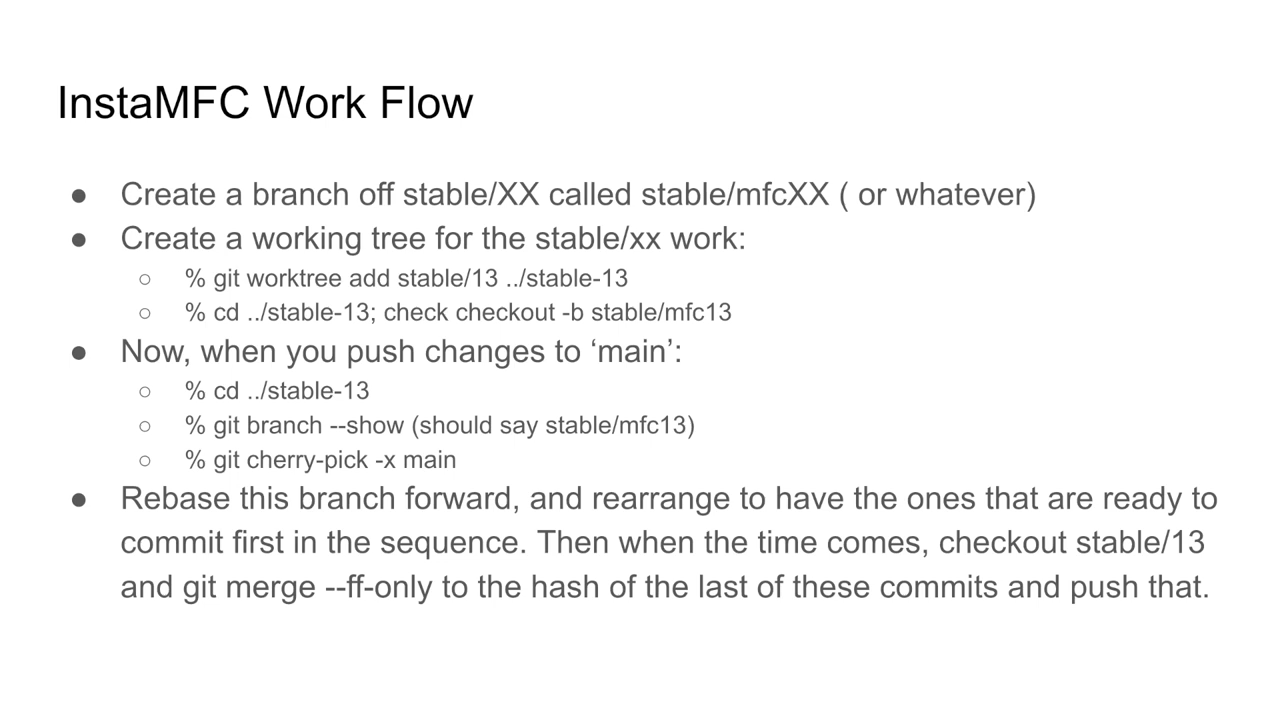 InstaMFC Work Flow
● Create a branch off stable/XX called stable/mfcXX ( or whatever)
● Create a working tree for the stable/xx work:
○ % git worktree add stable/13 ../stable-13
○ % cd ../stable-13; check checkout -b stable/mfc13
● Now, when you push changes to ‘main’:
○ % cd ../stable-13
○ % git branch --show (should say stable/mfc13)
○ % git cherry-pick -x main
● Rebase this branch forward, and rearrange to have the ones that are ready to
commit first in the sequence. Then when the time comes, checkout stable/13
and git merge --ff-only to the hash of the last of these commits and push that.